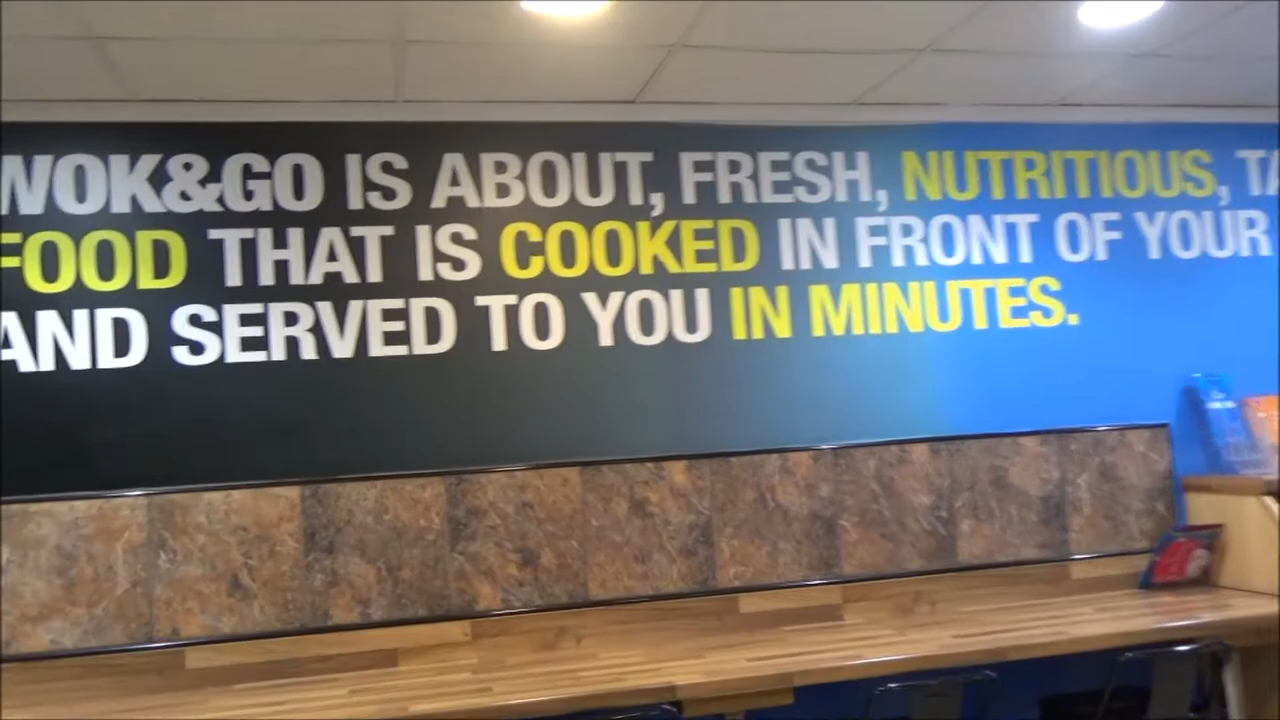 WOK&GO IS ABOUT, FRESH, NUTRITIOUS, TA
FOOD THAT IS COOKED IN FRONT OF YOUR
AND SERVED TO YOU IN MINUTES.